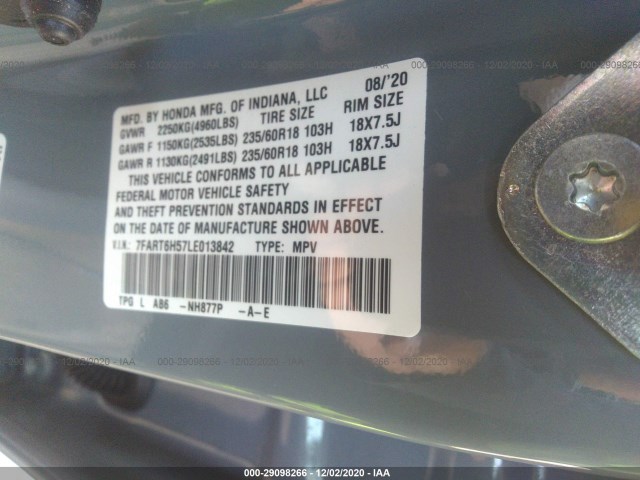 MFD. BY HONDA MFG. OF INDIANA, LLC 08/'20
GVWR 2250KG(4960LBS) TIRE SIZE RIM SIZE
GAWR F 1150KG(2535LBS) 235/60R18 103H 18X7.5J
GAWR R 1130KG(2491LBS) 235/60R18 103H 18X7.5J
THIS VEHICLE CONFORMS TO ALL APPLICABLE
FEDERAL MOTOR VEHICLE SAFETY
AND THEFT PREVENTION STANDARDS IN EFFECT
ON THE DATE OF MANUFACTURE SHOWN ABOVE.
V.I.N: 7FART6H57LE013842 TYPE: MPV
TPG L AB6 -NH877P -A-E
000-29098266 - 12/02/2020 - IAA